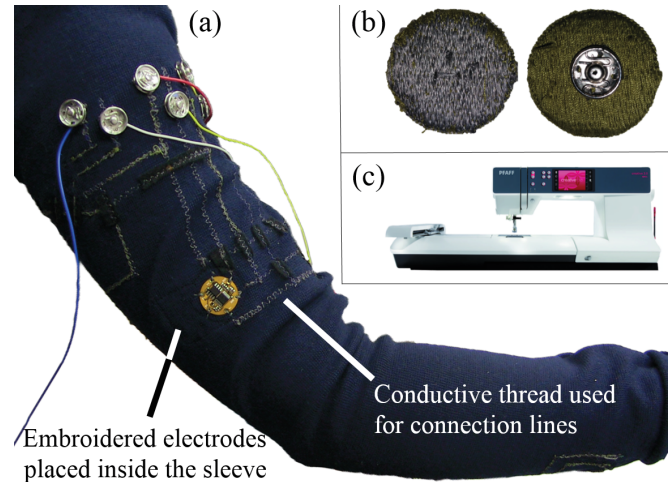 (a)
(b)
(c)
PFAFF
Embroidered electrodes
placed inside the sleeve
Conductive thread used
for connection lines